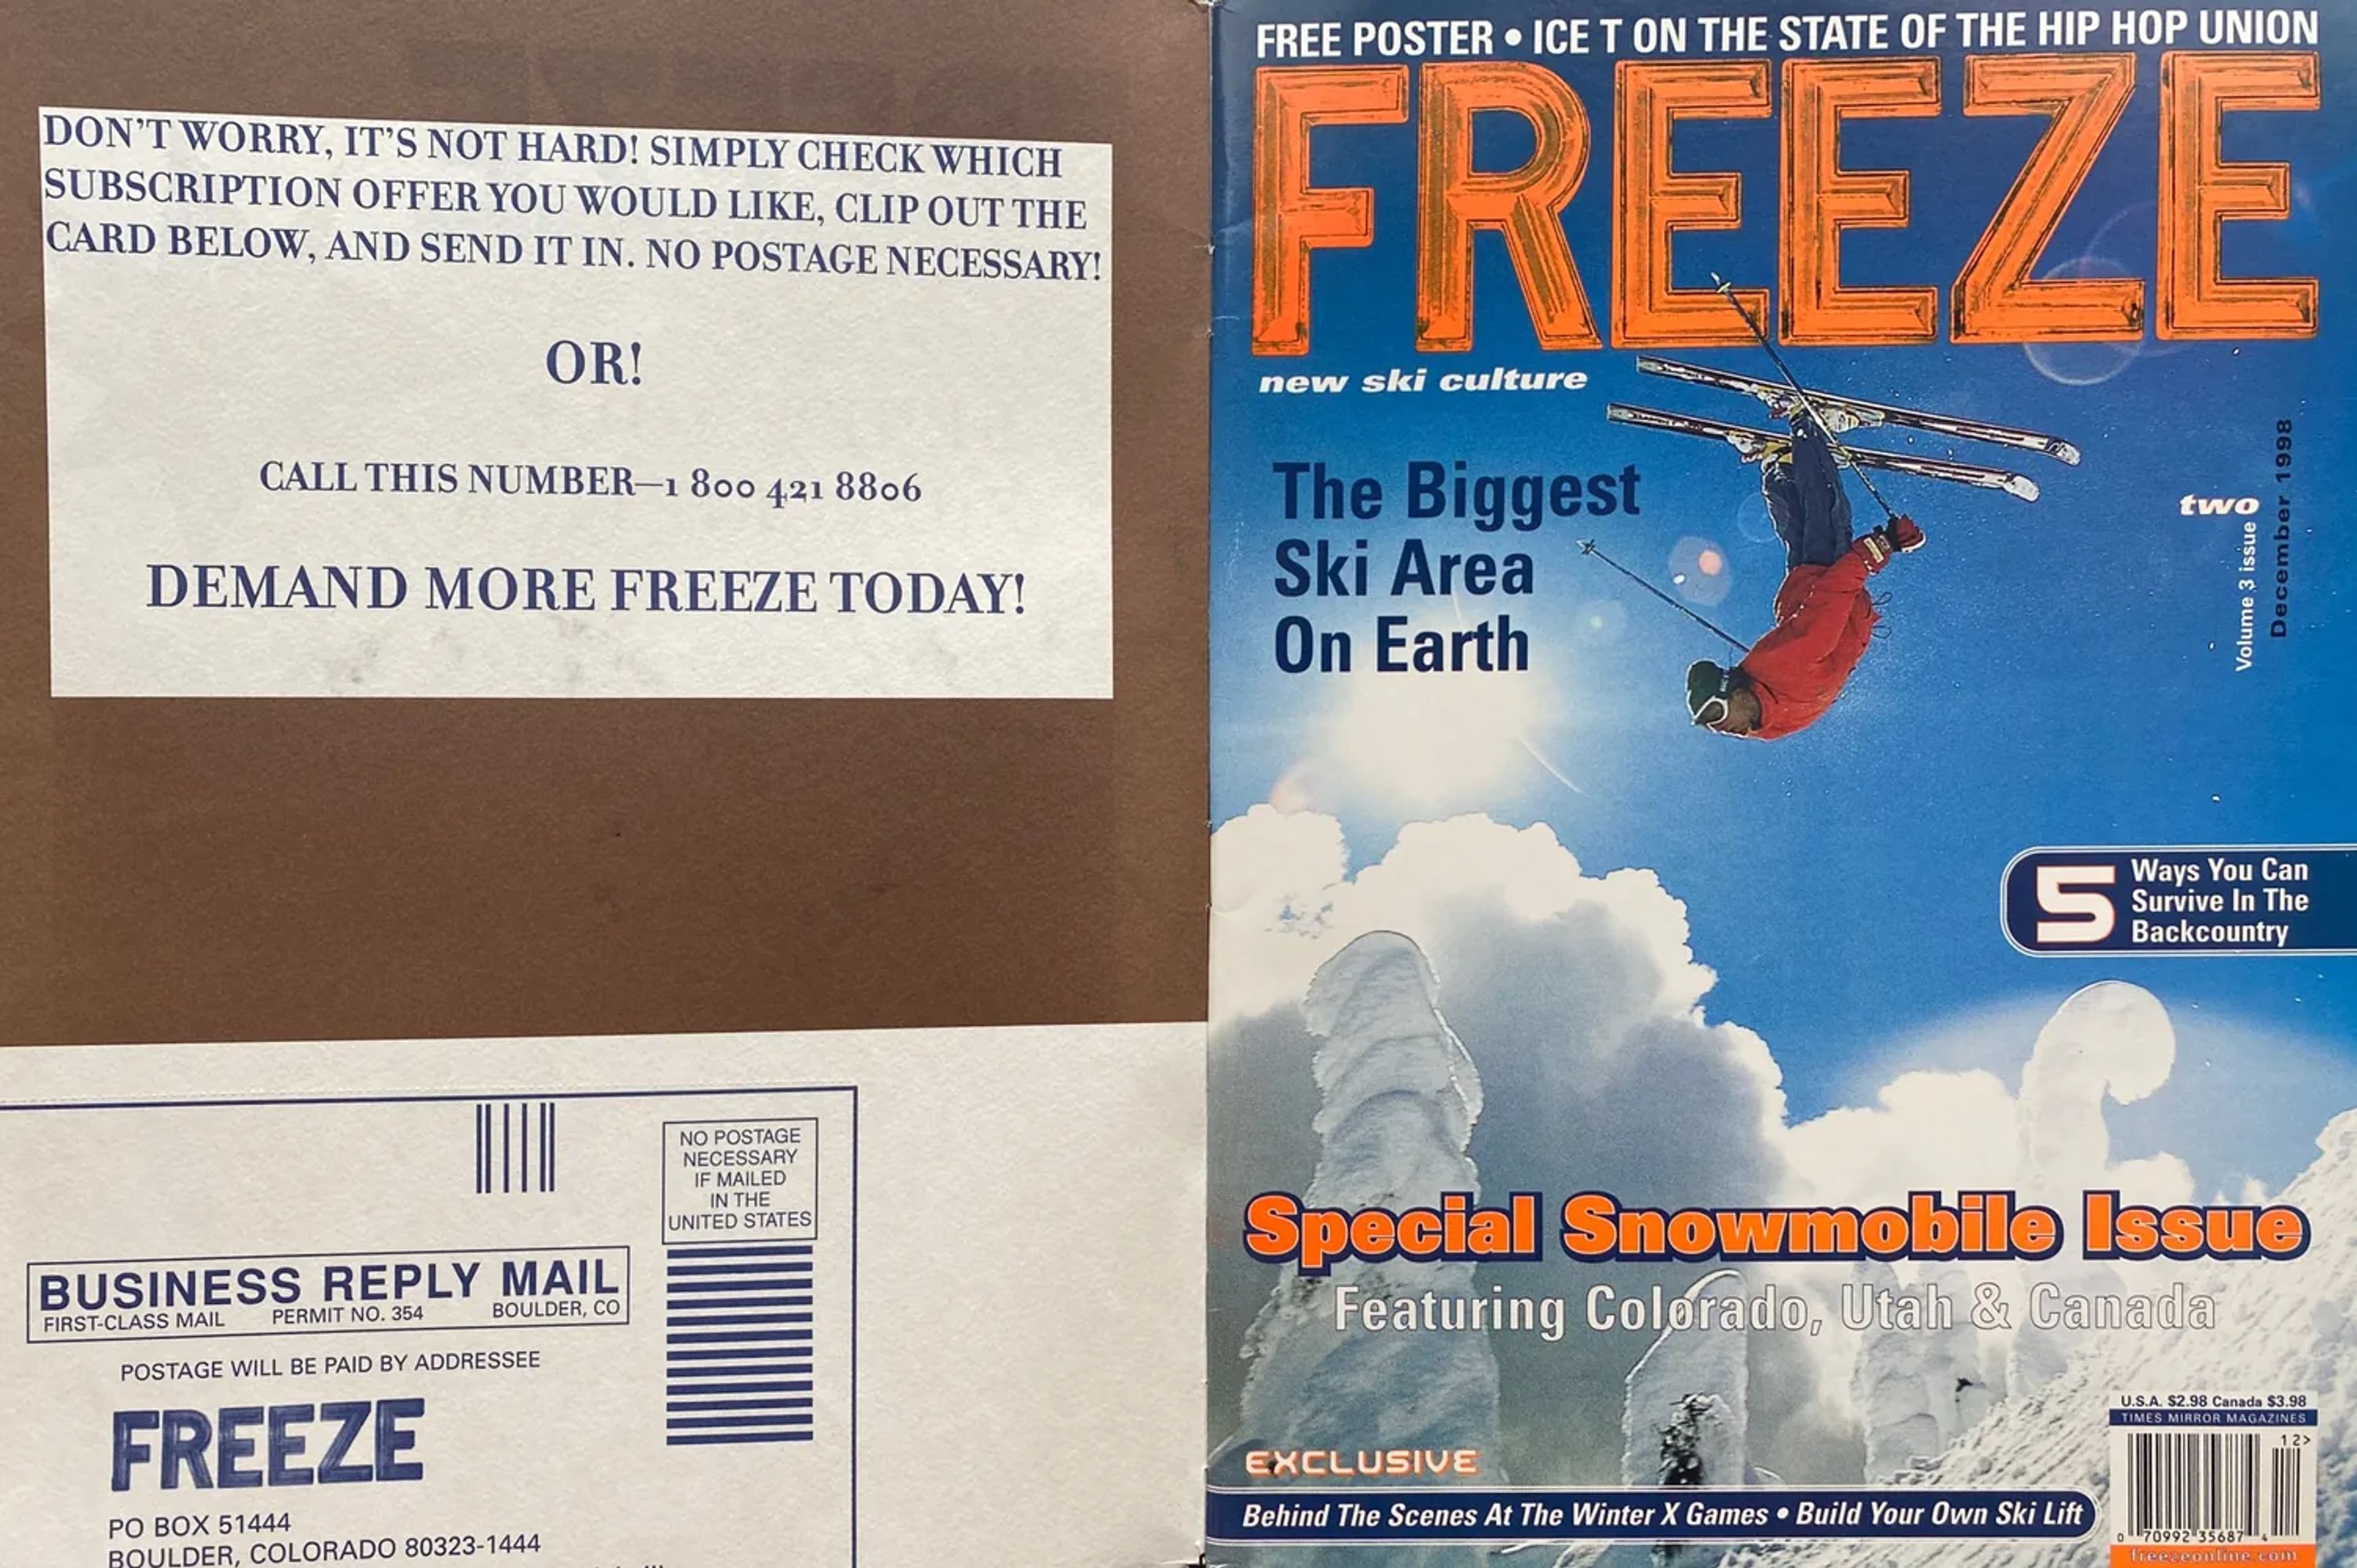 DON'T WORRY, IT'S NOT HARD! SIMPLY CHECK WHICH
SUBSCRIPTION OFFER YOU WOULD LIKE, CLIP OUT THE
CARD BELOW, AND SEND IT IN. NO POSTAGE NECESSARY!
OR!
CALL THIS NUMBER—1 800 421 8806
DEMAND MORE FREEZE TODAY!
NO POSTAGE
NECESSARY
IF MAILED
IN THE
UNITED STATES
BUSINESS REPLY MAIL
FIRST-CLASS MAIL PERMIT NO. 354 BOULDER, CO
POSTAGE WILL BE PAID BY ADDRESSEE
FREEZE
PO BOX 51444
BOULDER, COLORADO 80323-1444
FREE POSTER • ICE T ON THE STATE OF THE HIP HOP UNION
FREEZE
new ski culture
The Biggest
Ski Area
On Earth
two
Volume 3 issue
December 1998
5 Ways You Can
Survive In The
Backcountry
Special Snowmobile Issue
Featuring Colorado, Utah & Canada
EXCLUSIVE
Behind The Scenes At The Winter X Games • Build Your Own Ski Lift
U.S.A. $2.98 Canada $3.98
TIMES MIRROR MAGAZINES
12>
0 70992 35687 4
freezeonline.com